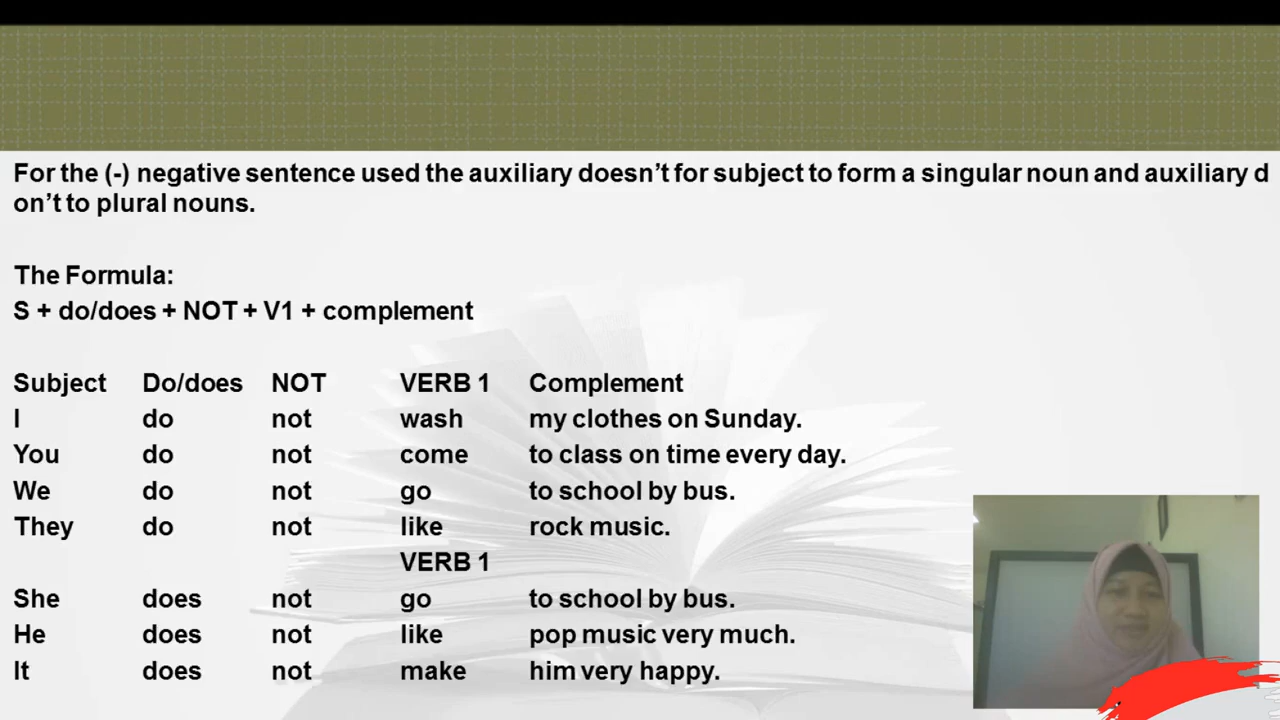 For the (-) negative sentence used the auxiliary doesn’t for subject to form a singular noun and auxiliary d
on’t to plural nouns.
The Formula:
S + do/does + NOT + V1 + complement
Subject Do/does NOT VERB 1 Complement
I do not wash my clothes on Sunday.
You do not come to class on time every day.
We do not go to school by bus.
They do not like rock music.
VERB 1
She does not go to school by bus.
He does not like pop music very much.
It does not make him very happy.